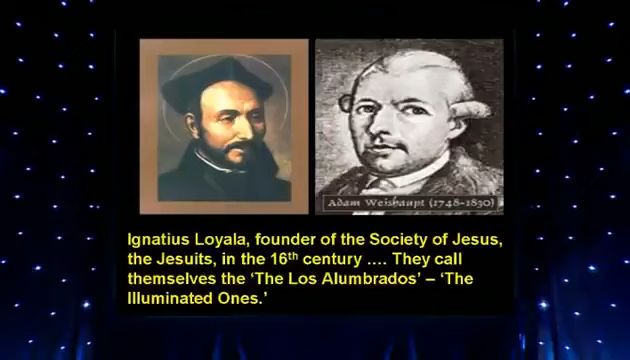 Adam Weishaupt (1748-1830)
Ignatius Loyala, founder of the Society of Jesus,
the Jesuits, in the 16th century .... They call
themselves the ‘The Los Alumbrados’ – ‘The
Illuminated Ones.’